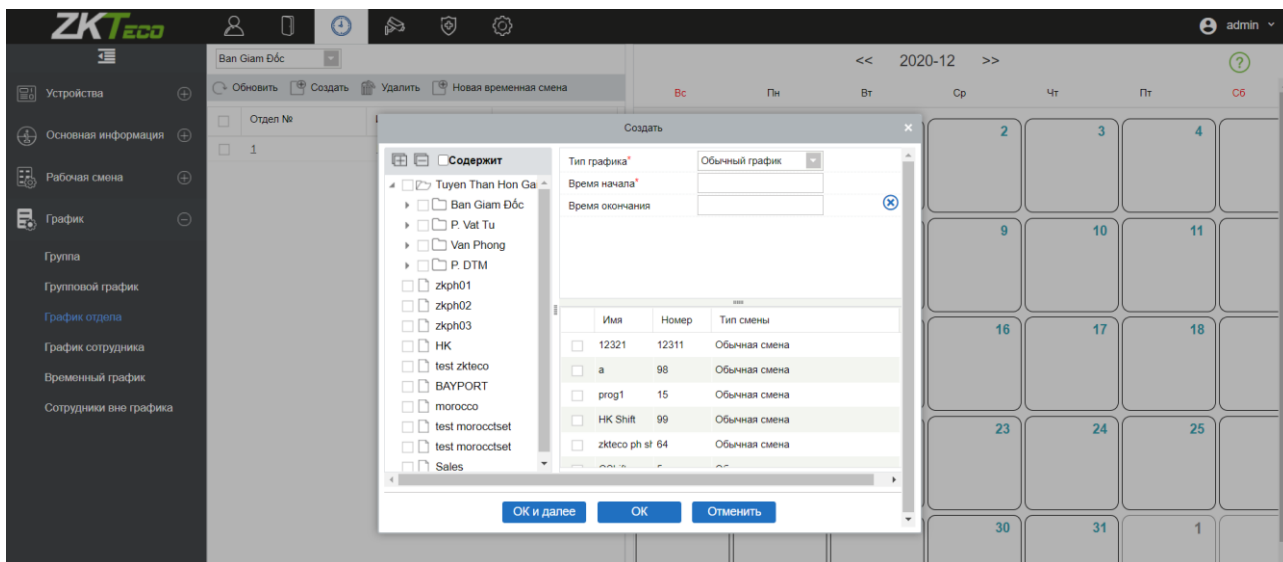 ZKTeco
admin
Ban Giam Đốc
<< 2020-12 >>
?
Обновить Создать Удалить Новая временная смена
Вс Пн Вт Ср Чт Пт Сб
Отдел №
1
Устройства
Основная информация
Рабочая смена
График
Группа
Групповой график
График отдела
График сотрудника
Временный график
Сотрудники вне графика
Создать
Содержит
Tuyen Than Hon Ga
Ban Giam Đốc
P. Vat Tu
Van Phong
P. DTM
zkph01
zkph02
zkph03
HK
test zkteco
BAYPORT
morocco
test morocctset
test morocctset
Sales
Тип графика* Обычный график
Время начала*
Время окончания
Имя Номер Тип смены
12321 12311 Обычная смена
a 98 Обычная смена
prog1 15 Обычная смена
HK Shift 99 Обычная смена
zkteco ph sh 64 Обычная смена
ОК и далее ОК Отменить
2 3 4
9 10 11
16 17 18
23 24 25
30 31 1